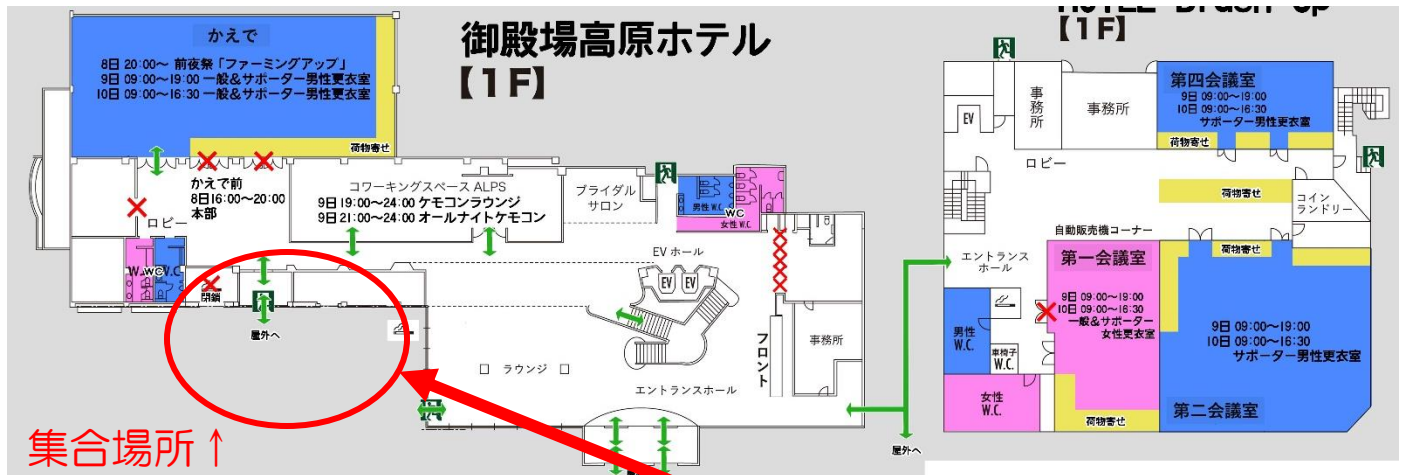 御殿場高原ホテル
【1F】
かえで
8日 20:00～ 前夜祭「ファーミングアップ」
9日 09:00～19:00 一般&サポーター男性更衣室
10日 09:00～16:30 一般&サポーター男性更衣室
荷物寄せ
かえで前
8日16:00～20:00
本部
ロビー
コワーキングスペース ALPS
9日 19:00～24:00 ケモコンラウンジ
9日 21:00～24:00 オールナイトケモコン
ブライダル
サロン
男性 W.C
WC
女性 W.C
EV ホール
EV
EV
WC
閉鎖
屋外へ
ラウンジ
エントランスホール
フロント
事務所
屋外へ
集合場所↑
HOTEL Brush Up
【1F】
EV
事務所
事務所
第四会議室
9日 09:00～19:00
10日 09:00～16:30
サポーター男性更衣室
荷物寄せ
ロビー
荷物寄せ
コイン
ランドリー
自動販売機コーナー
エントランス
ホール
第一会議室
9日 09:00～19:00
10日 09:00～16:30
一般&サポーター
女性更衣室
荷物寄せ
荷物寄せ
9日 09:00～19:00
10日 09:00～16:30
サポーター男性更衣室
第二会議室
男性
W.C.
車椅子
W.C.
女性
W.C.